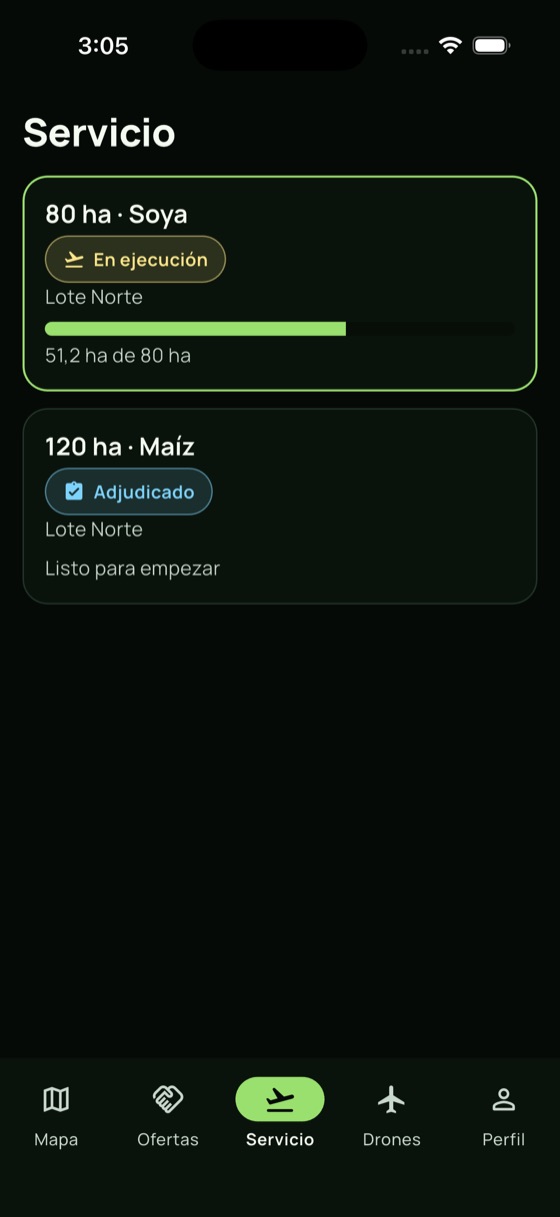 3:05
Servicio
80 ha · Soya
En ejecución
Lote Norte
51,2 ha de 80 ha
120 ha · Maíz
Adjudicado
Lote Norte
Listo para empezar
Mapa
Ofertas
Servicio
Drones
Perfil